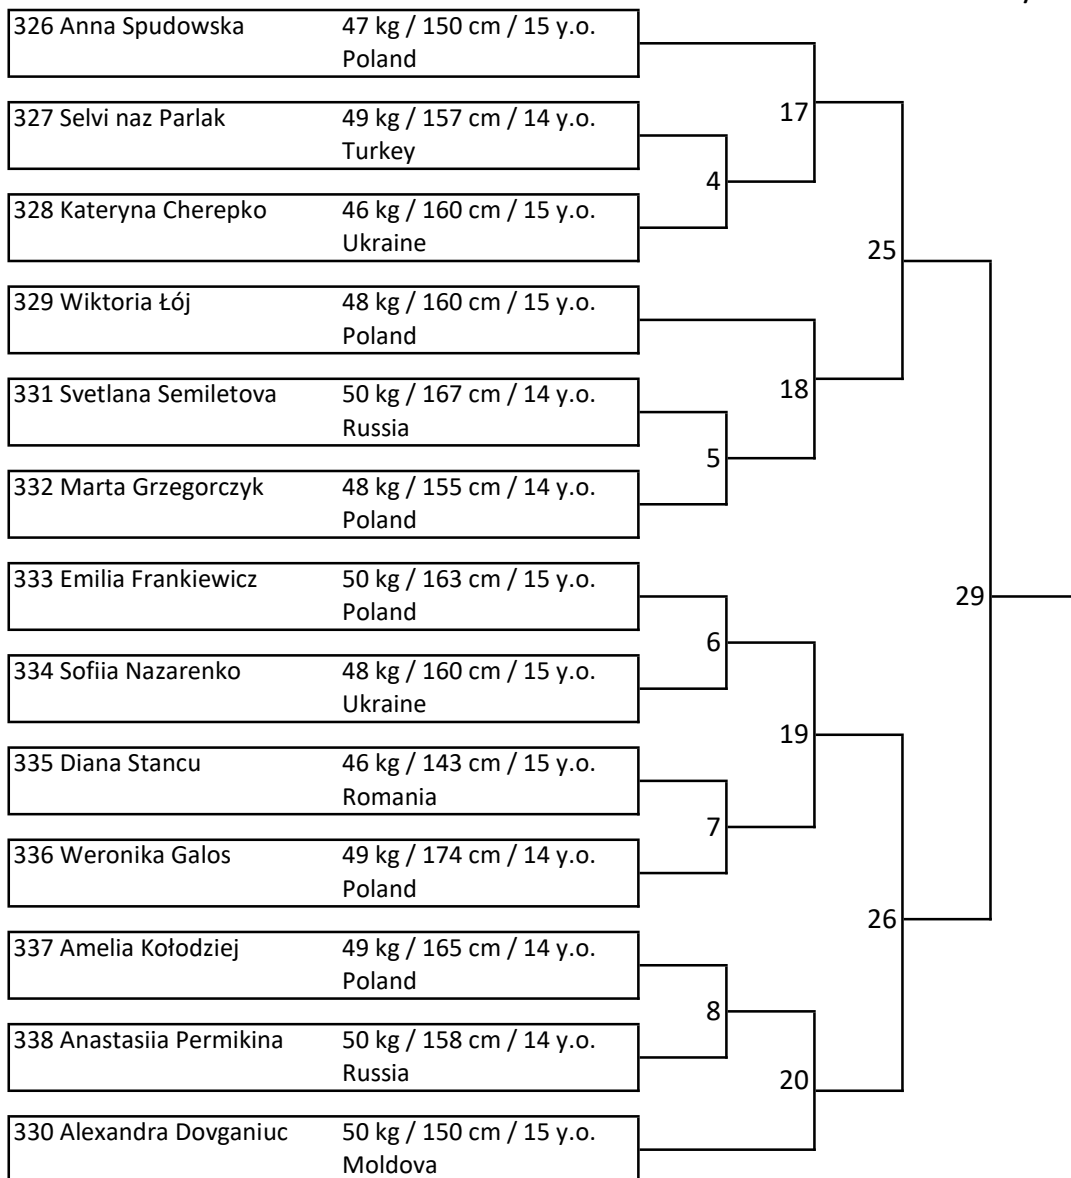 326 Anna Spudowska 47 kg / 150 cm / 15 y.o.
Poland
17
327 Selvi naz Parlak 49 kg / 157 cm / 14 y.o.
Turkey
4
328 Kateryna Cherepko 46 kg / 160 cm / 15 y.o.
Ukraine
25
329 Wiktoria Łój 48 kg / 160 cm / 15 y.o.
Poland
18
331 Svetlana Semiletova 50 kg / 167 cm / 14 y.o.
Russia
5
332 Marta Grzegorczyk 48 kg / 155 cm / 14 y.o.
Poland
333 Emilia Frankiewicz 50 kg / 163 cm / 15 y.o.
Poland
29
6
334 Sofiia Nazarenko 48 kg / 160 cm / 15 y.o.
Ukraine
19
335 Diana Stancu 46 kg / 143 cm / 15 y.o.
Romania
7
336 Weronika Galos 49 kg / 174 cm / 14 y.o.
Poland
26
337 Amelia Kołodziej 49 kg / 165 cm / 14 y.o.
Poland
8
338 Anastasiia Permikina 50 kg / 158 cm / 14 y.o.
Russia
20
330 Alexandra Dovganiuc 50 kg / 150 cm / 15 y.o.
Moldova